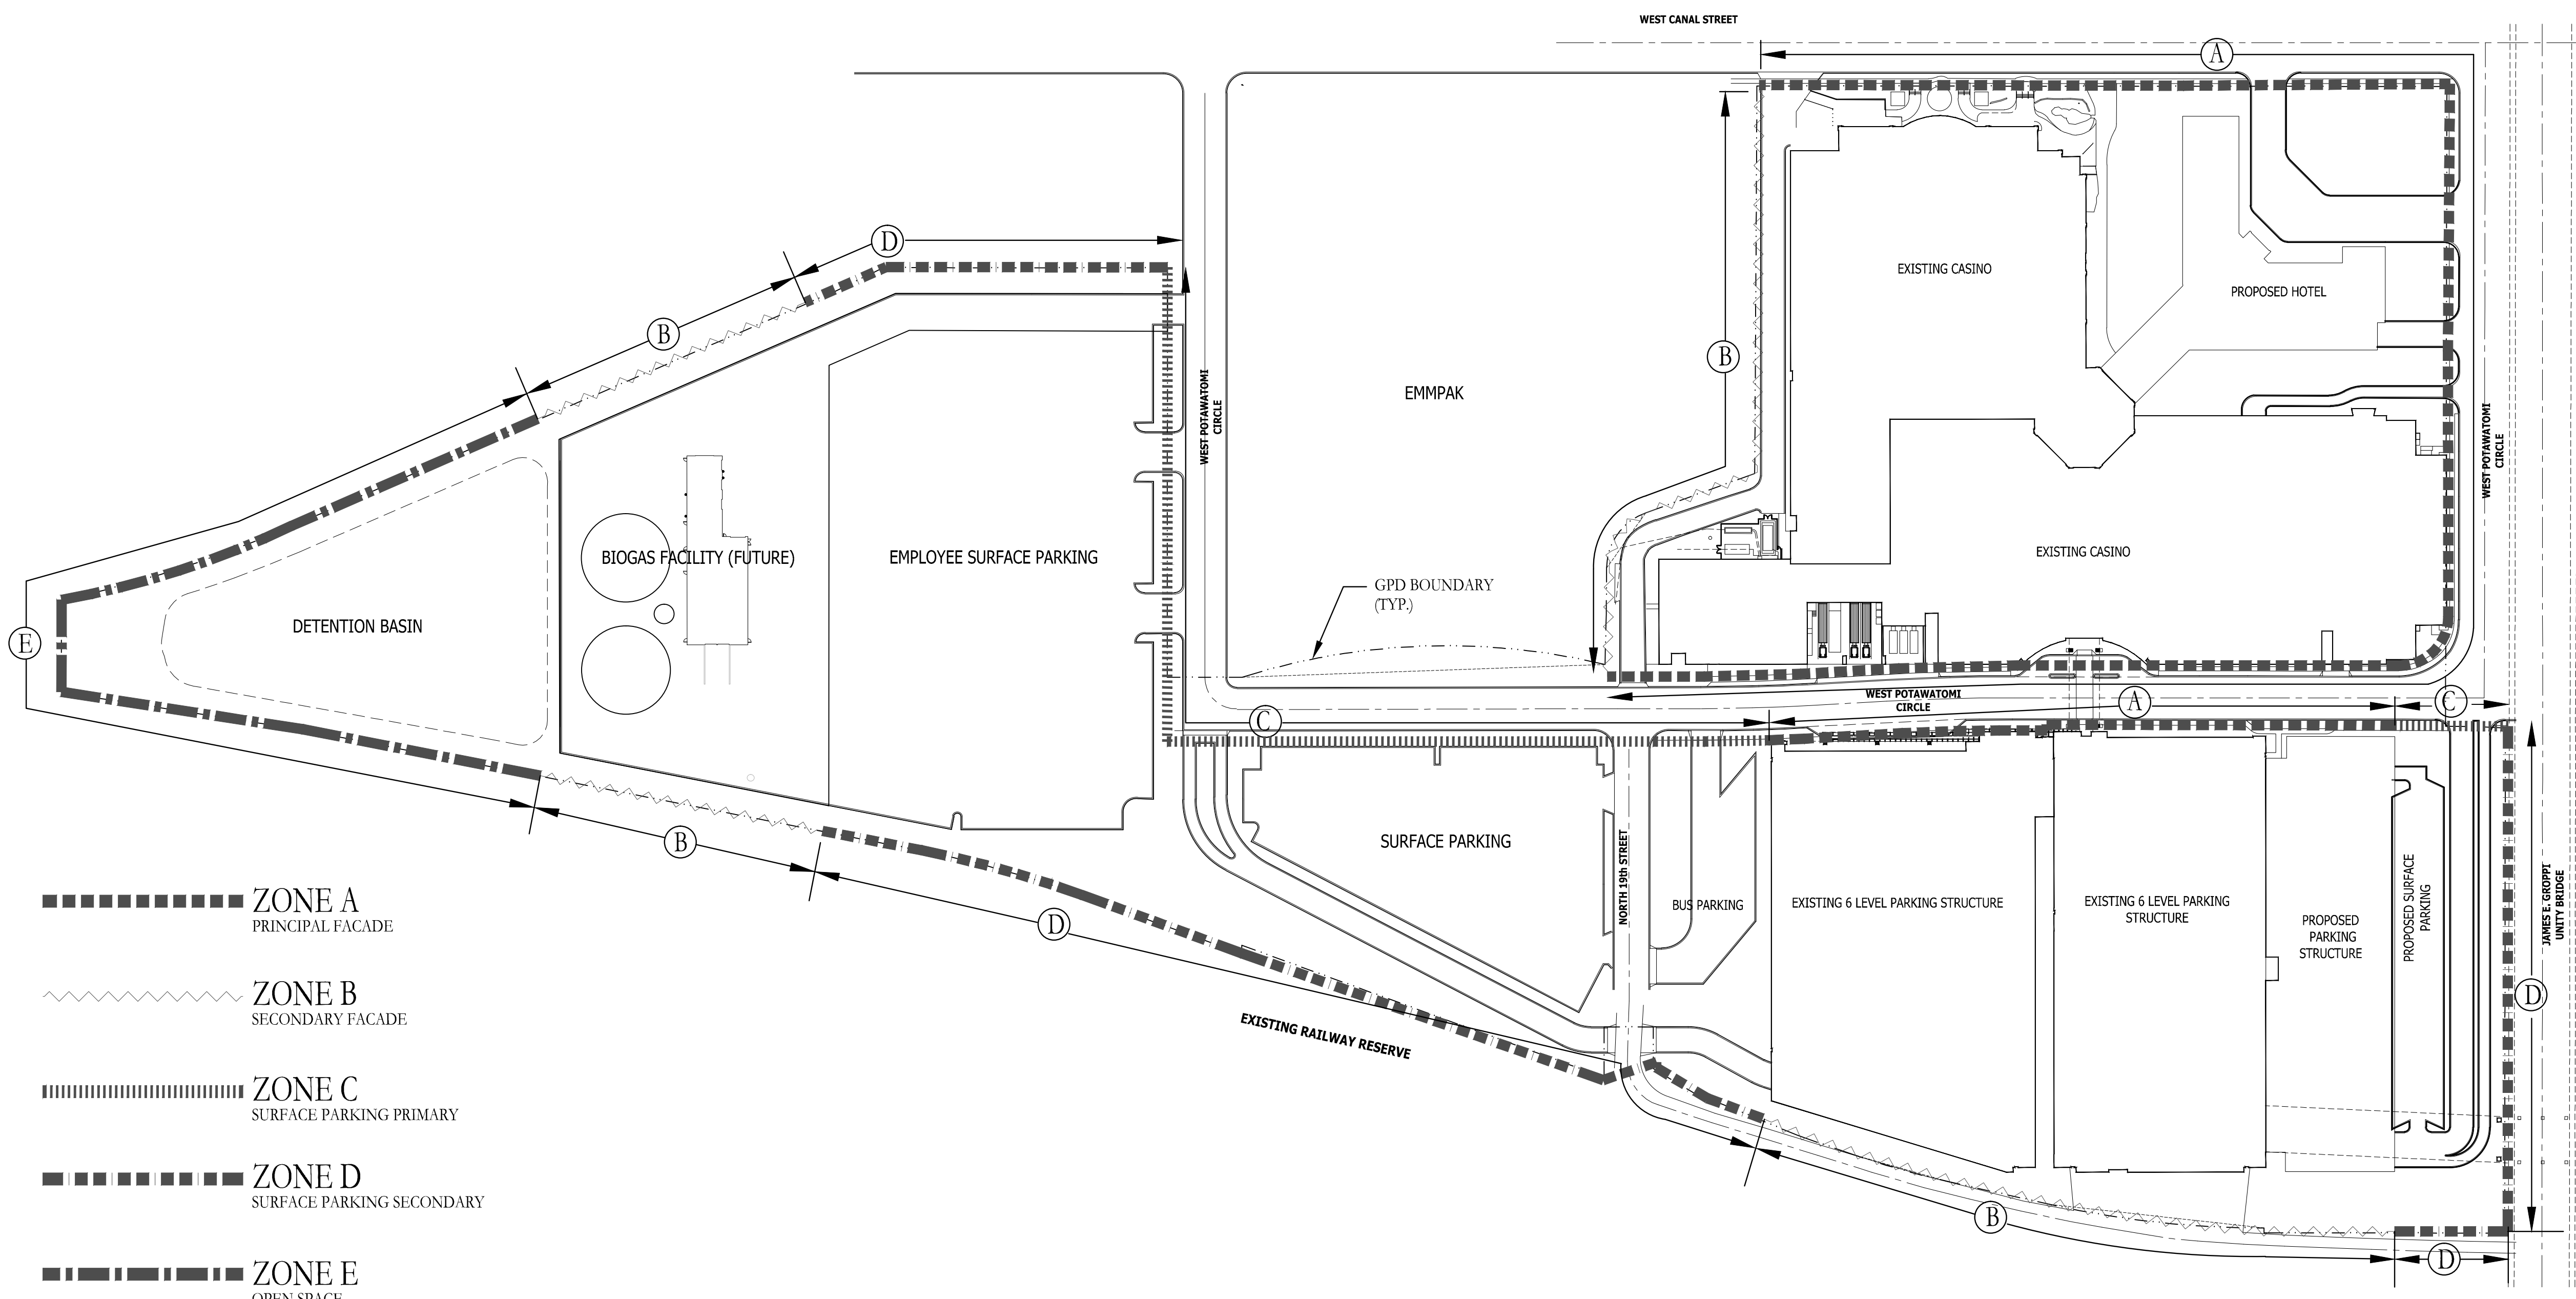 WEST CANAL STREET
A
D
EXISTING CASINO
PROPOSED HOTEL
B
B
EMMPAK
WEST POTAWATOMI
CIRCLE
WEST POTAWATOMI
CIRCLE
EXISTING CASINO
BIOGAS FACILITY (FUTURE)
EMPLOYEE SURFACE PARKING
GPD BOUNDARY
(TYP.)
DETENTION BASIN
E
WEST POTAWATOMI
CIRCLE
A
C
C
B
SURFACE PARKING
NORTH 19th STREET
BUS PARKING
EXISTING 6 LEVEL PARKING STRUCTURE
EXISTING 6 LEVEL PARKING
STRUCTURE
PROPOSED
PARKING
STRUCTURE
PROPOSED SURFACE
PARKING
JAMES E. GROPPI
UNITY BRIDGE
D
D
EXISTING RAILWAY RESERVE
B
D
ZONE A
PRINCIPAL FACADE
ZONE B
SECONDARY FACADE
ZONE C
SURFACE PARKING PRIMARY
ZONE D
SURFACE PARKING SECONDARY
ZONE E
OPEN SPACE